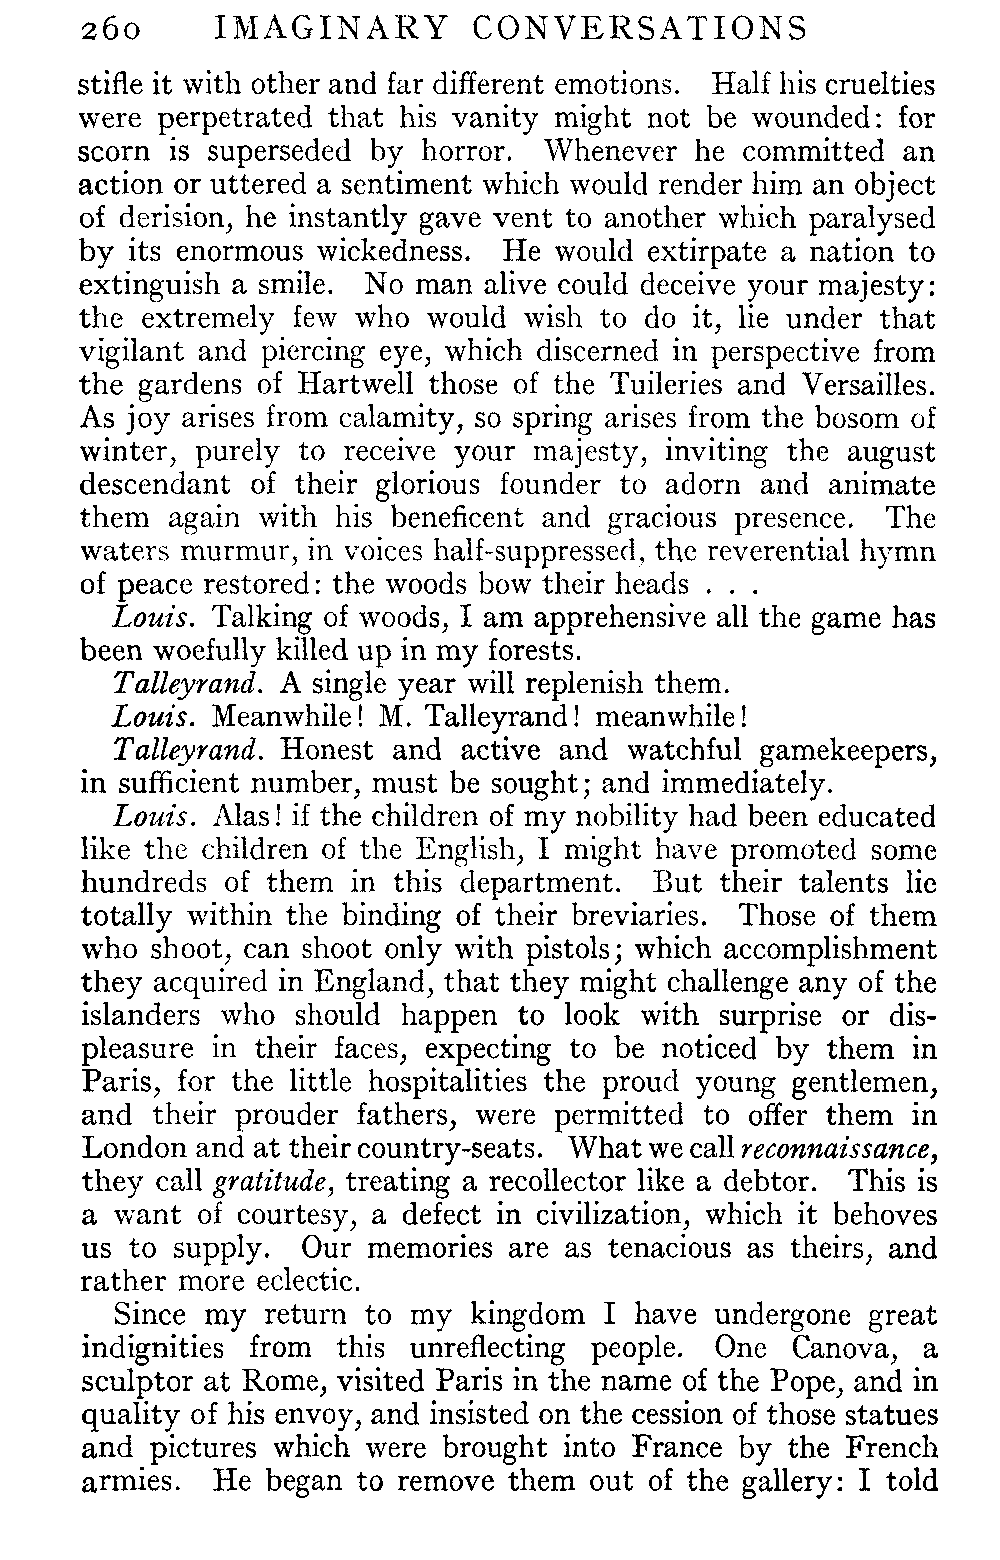 260 IMAGINARY CONVERSATIONS
stifle it with other and far different emotions. Half his cruelties
were perpetrated that his vanity might not be wounded: for
scorn is superseded by horror. Whenever he committed an
action or uttered a sentiment which would render him an object
of derision, he instantly gave vent to another which paralysed
by its enormous wickedness. He would extirpate a nation to
extinguish a smile. No man alive could deceive your majesty:
the extremely few who would wish to do it, lie under that
vigilant and piercing eye, which discerned in perspective from
the gardens of Hartwell those of the Tuileries and Versailles.
As joy arises from calamity, so spring arises from the bosom of
winter, purely to receive your majesty, inviting the august
descendant of their glorious founder to adorn and animate
them again with his beneficent and gracious presence. The
waters murmur, in voices half-suppressed, the reverential hymn
of peace restored: the woods bow their heads . . .
Louis. Talking of woods, I am apprehensive all the game has
been woefully killed up in my forests.
Talleyrand. A single year will replenish them.
Louis. Meanwhile! M. Talleyrand! meanwhile!
Talleyrand. Honest and active and watchful gamekeepers,
in sufficient number, must be sought; and immediately.
Louis. Alas! if the children of my nobility had been educated
like the children of the English, I might have promoted some
hundreds of them in this department. But their talents lie
totally within the binding of their breviaries. Those of them
who shoot, can shoot only with pistols; which accomplishment
they acquired in England, that they might challenge any of the
islanders who should happen to look with surprise or dis-
pleasure in their faces, expecting to be noticed by them in
Paris, for the little hospitalities the proud young gentlemen,
and their prouder fathers, were permitted to offer them in
London and at their country-seats. What we call reconnaissance,
they call gratitude, treating a recollector like a debtor. This is
a want of courtesy, a defect in civilization, which it behoves
us to supply. Our memories are as tenacious as theirs, and
rather more eclectic.
Since my return to my kingdom I have undergone great
indignities from this unreflecting people. One Canova, a
sculptor at Rome, visited Paris in the name of the Pope, and in
quality of his envoy, and insisted on the cession of those statues
and pictures which were brought into France by the French
armies. He began to remove them out of the gallery: I told